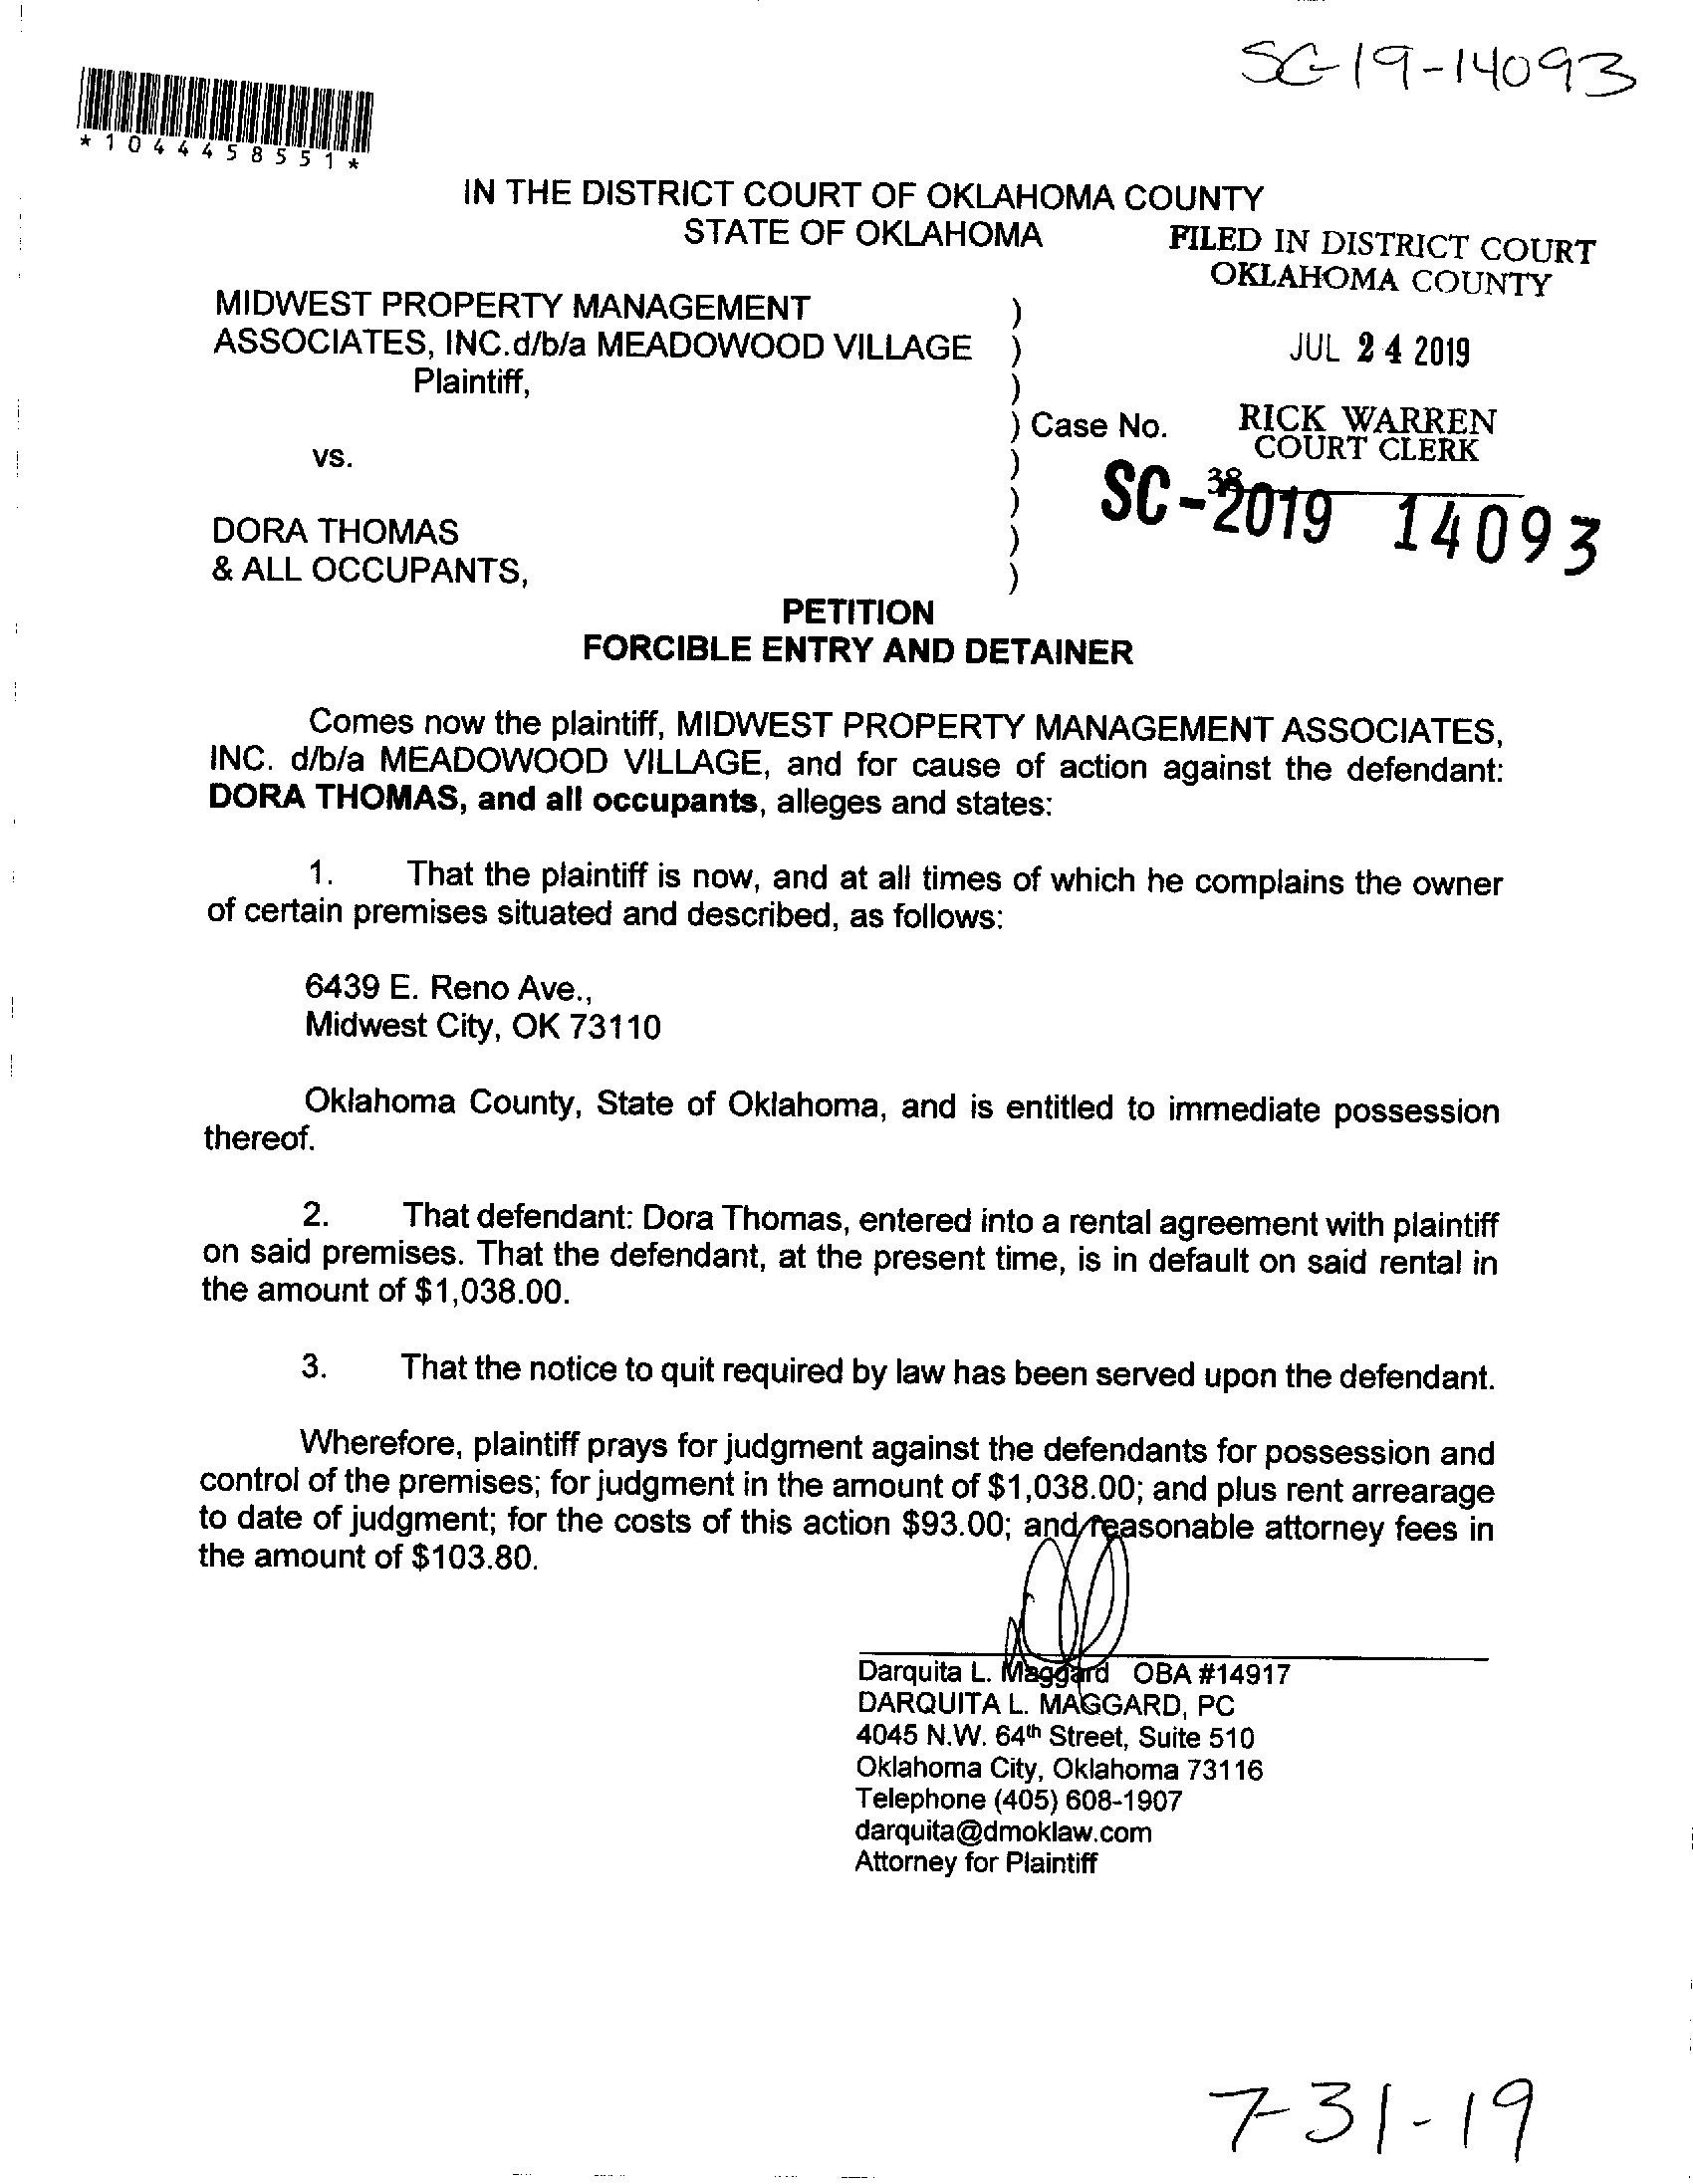 SC-19-14093
*1044458551*
IN THE DISTRICT COURT OF OKLAHOMA COUNTY
STATE OF OKLAHOMA
FILED IN DISTRICT COURT
OKLAHOMA COUNTY
JUL 24 2019
RICK WARREN
COURT CLERK
38
MIDWEST PROPERTY MANAGEMENT )
ASSOCIATES, INC.d/b/a MEADOWOOD VILLAGE )
Plaintiff, )
) Case No.
vs. )
SC-2019 14093
)
DORA THOMAS )
& ALL OCCUPANTS, )
PETITION
FORCIBLE ENTRY AND DETAINER
Comes now the plaintiff, MIDWEST PROPERTY MANAGEMENT ASSOCIATES,
INC. d/b/a MEADOWOOD VILLAGE, and for cause of action against the defendant:
DORA THOMAS, and all occupants, alleges and states:
1. That the plaintiff is now, and at all times of which he complains the owner
of certain premises situated and described, as follows:
6439 E. Reno Ave.,
Midwest City, OK 73110
Oklahoma County, State of Oklahoma, and is entitled to immediate possession
thereof.
2. That defendant: Dora Thomas, entered into a rental agreement with plaintiff
on said premises. That the defendant, at the present time, is in default on said rental in
the amount of $1,038.00.
3. That the notice to quit required by law has been served upon the defendant.
Wherefore, plaintiff prays for judgment against the defendants for possession and
control of the premises; for judgment in the amount of $1,038.00; and plus rent arrearage
to date of judgment; for the costs of this action $93.00; and reasonable attorney fees in
the amount of $103.80.
Darquita L. Maggard OBA #14917
DARQUITA L. MAGGARD, PC
4045 N.W. 64th Street, Suite 510
Oklahoma City, Oklahoma 73116
Telephone (405) 608-1907
darquita@dmoklaw.com
Attorney for Plaintiff
7-31-19